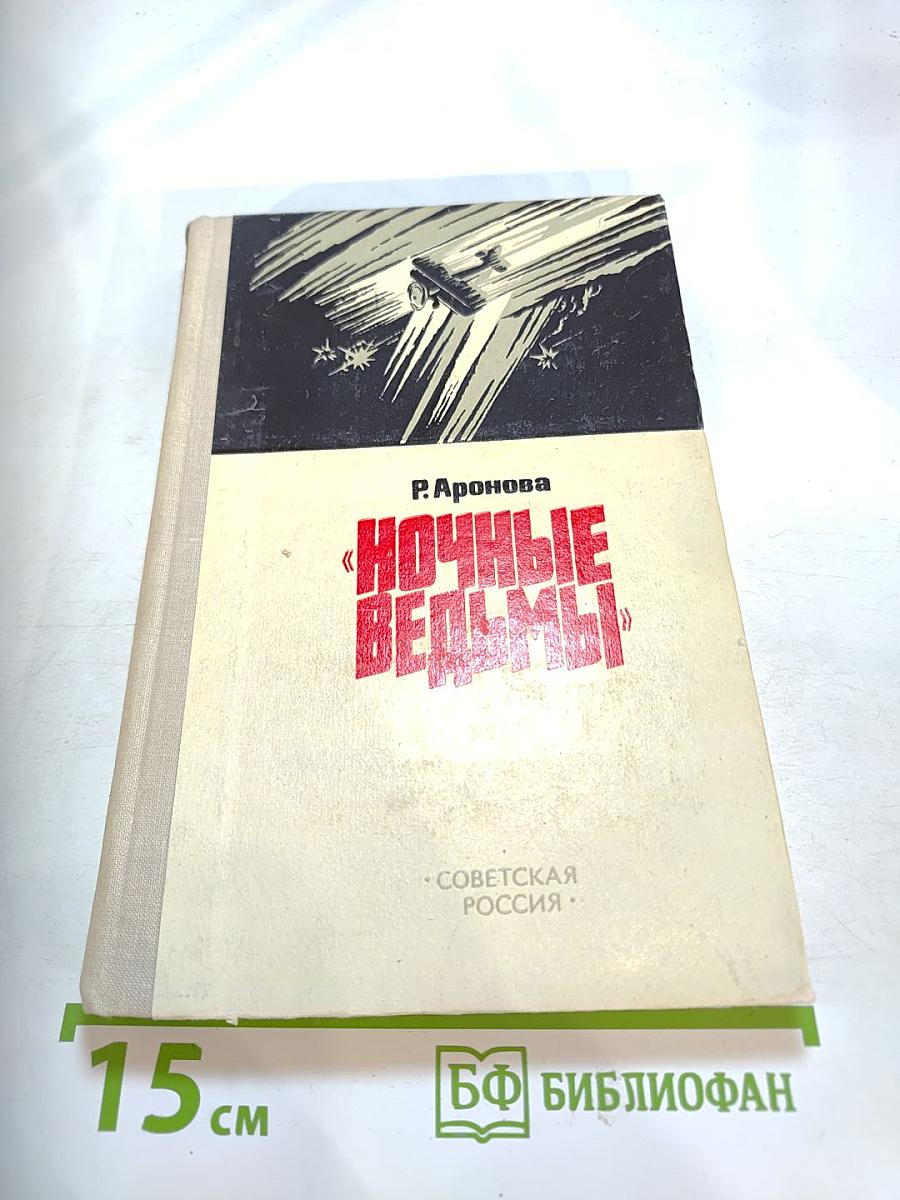 Р. Аронова
«НОЧНЫЕ
ВЕДЬМЫ»
·СОВЕТСКАЯ
РОССИЯ·
15 см
БФ БИБЛИОФАН